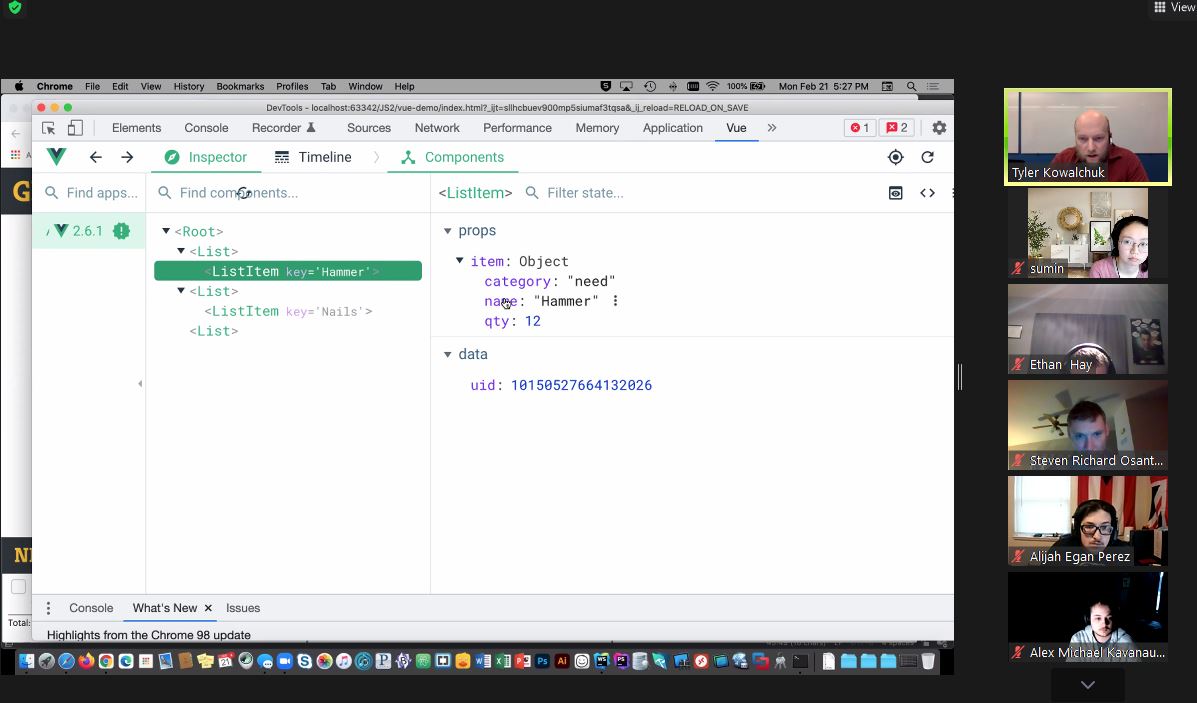 View
Chrome File Edit View History Bookmarks Profiles Tab Window Help
100% Mon Feb 21 5:27 PM
DevTools - localhost:63342/JS2/vue-demo/index.html?_ijt=sllhcbuev900mp5siumaf3tqsa&_ij_reload=RELOAD_ON_SAVE
Elements Console Recorder Sources Network Performance Memory Application Vue » 1 2
Inspector Timeline Components
Find apps... Find components... <ListItem> Filter state...
2.6.1
<Root>
<List>
<ListItem key='Hammer'>
<List>
<ListItem key='Nails'>
<List>
props
item: Object
category: "need"
name: "Hammer"
qty: 12
data
uid: 10150527664132026
G
Total:
Console What's New × Issues
Highlights from the Chrome 98 update
Tyler Kowalchuk
sumin
Ethan Hay
Steven Richard Osant...
Alijah Egan Perez
Alex Michael Kavanau...